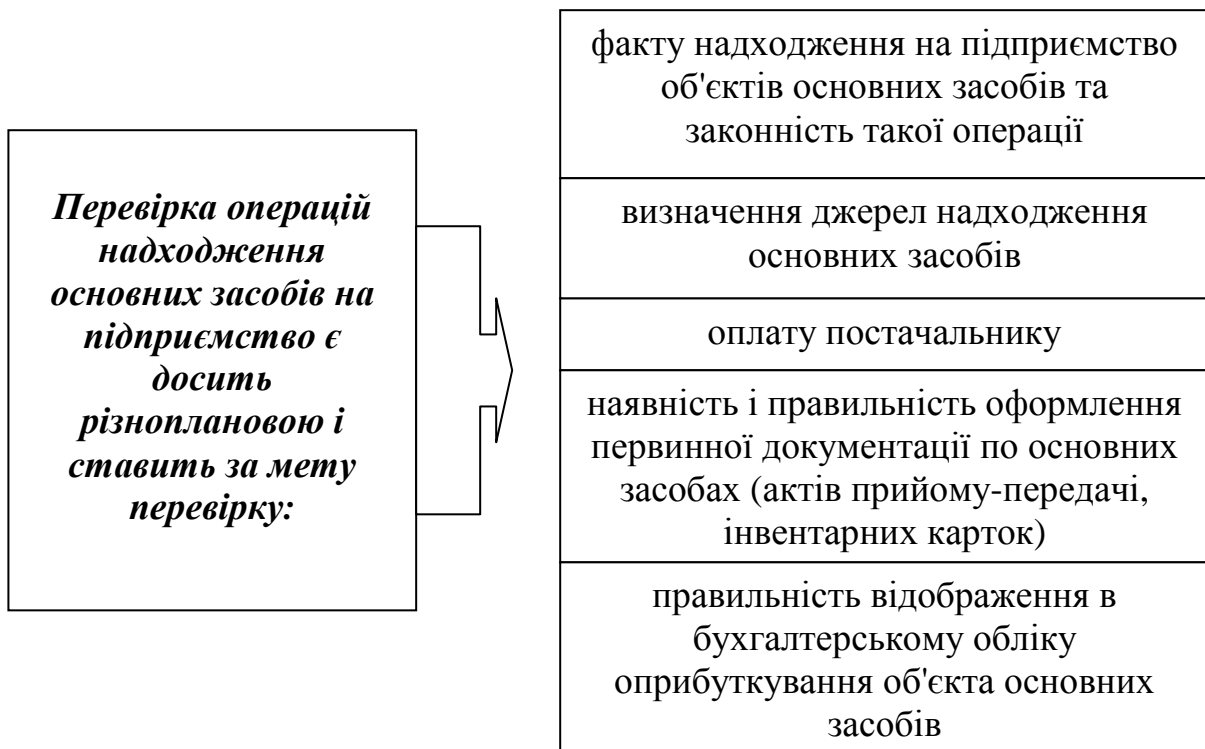 Перевірка операцій
надходження
основних засобів на
підприємство є
досить
різноплановою і
ставить за мету
перевірку:
факту надходження на підприємство
об'єктів основних засобів та
законність такої операції
визначення джерел надходження
основних засобів
оплату постачальнику
наявність і правильність оформлення
первинної документації по основних
засобах (актів прийому-передачі,
інвентарних карток)
правильність відображення в
бухгалтерському обліку
оприбуткування об'єкта основних
засобів